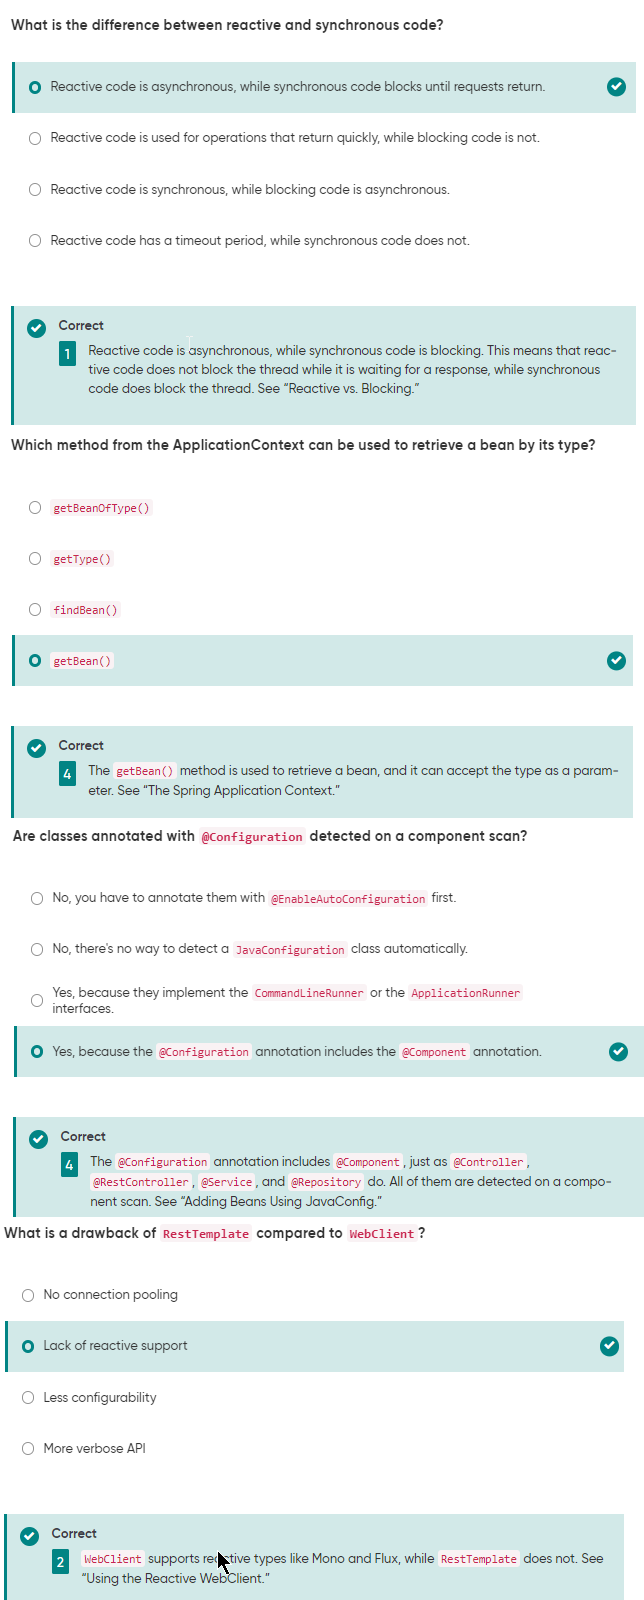 What is the difference between reactive and synchronous code?
Reactive code is asynchronous, while synchronous code blocks until requests return.
Reactive code is used for operations that return quickly, while blocking code is not.
Reactive code is synchronous, while blocking code is asynchronous.
Reactive code has a timeout period, while synchronous code does not.
Correct
1 Reactive code is asynchronous, while synchronous code is blocking. This means that reac-
tive code does not block the thread while it is waiting for a response, while synchronous
code does block the thread. See “Reactive vs. Blocking.”
Which method from the ApplicationContext can be used to retrieve a bean by its type?
getBeanOfType()
getType()
findBean()
getBean()
Correct
4 The getBean() method is used to retrieve a bean, and it can accept the type as a param-
eter. See “The Spring Application Context.”
Are classes annotated with @Configuration detected on a component scan?
No, you have to annotate them with @EnableAutoConfiguration first.
No, there's no way to detect a JavaConfiguration class automatically.
Yes, because they implement the CommandLineRunner or the ApplicationRunner
interfaces.
Yes, because the @Configuration annotation includes the @Component annotation.
Correct
4 The @Configuration annotation includes @Component, just as @Controller,
@RestController, @Service, and @Repository do. All of them are detected on a compo-
nent scan. See “Adding Beans Using JavaConfig.”
What is a drawback of RestTemplate compared to WebClient?
No connection pooling
Lack of reactive support
Less configurability
More verbose API
Correct
2 WebClient supports reactive types like Mono and Flux, while RestTemplate does not. See
“Using the Reactive WebClient.”